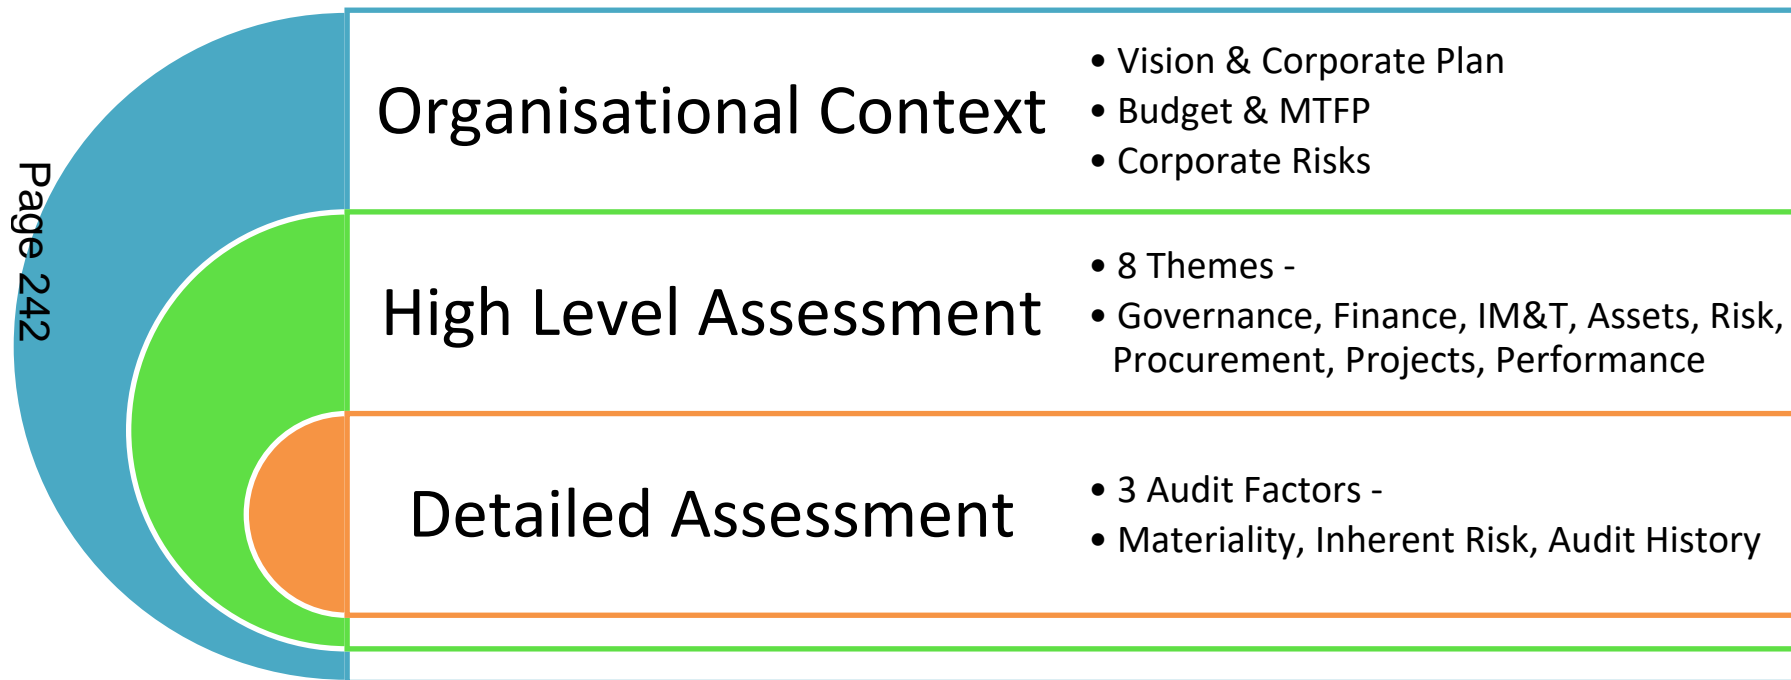 Page 242
Organisational Context
• Vision & Corporate Plan
• Budget & MTFP
• Corporate Risks
High Level Assessment
• 8 Themes -
• Governance, Finance, IM&T, Assets, Risk,
Procurement, Projects, Performance
Detailed Assessment
• 3 Audit Factors -
• Materiality, Inherent Risk, Audit History